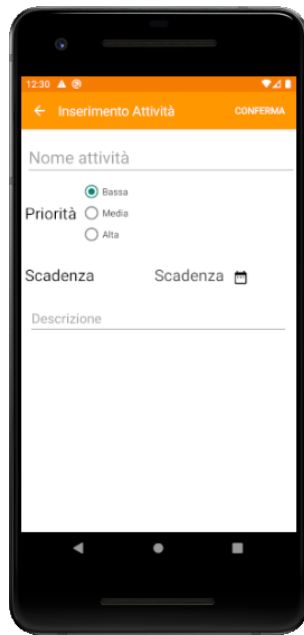 12:30
Inserimento Attività CONFERMA
Nome attività
Bassa
Priorità Media
Alta
Scadenza Scadenza
Descrizione